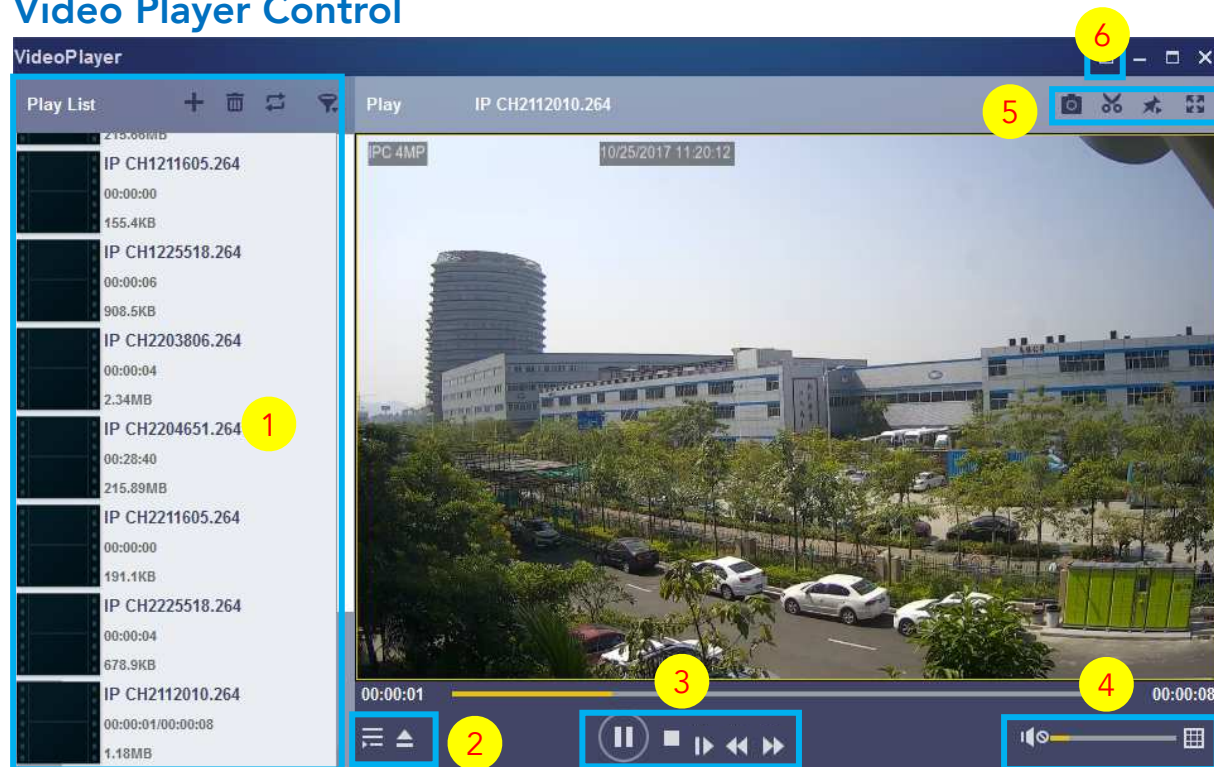 Video Player Control
VideoPlayer
6
Play List
Play
IP CH2112010.264
5
215.66MB
IPC 4MP
10/25/2017 11:20:12
IP CH1211605.264
00:00:00
155.4KB
IP CH1225518.264
00:00:06
908.5KB
IP CH2203806.264
00:00:04
2.34MB
IP CH2204651.264
1
00:28:40
215.89MB
IP CH2211605.264
00:00:00
191.1KB
IP CH2225518.264
00:00:04
678.9KB
IP CH2112010.264
00:00:01/00:00:08
1.18MB
00:00:01
3
4
00:00:08
2